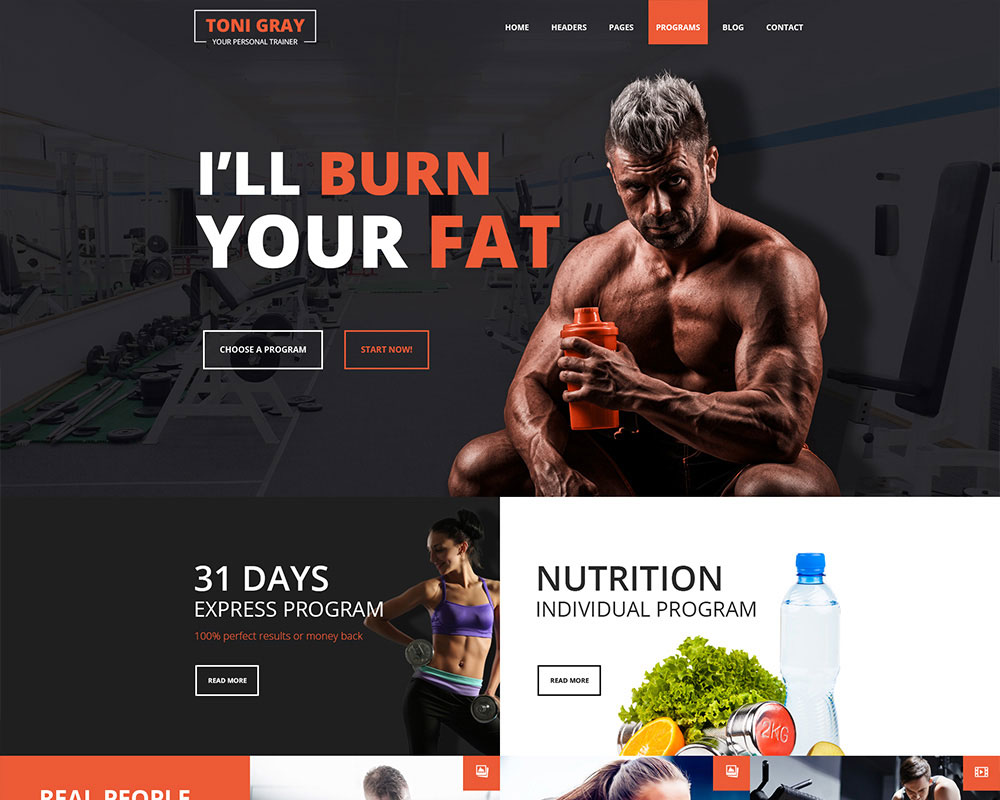 TONI GRAY
YOUR PERSONAL TRAINER
HOME HEADERS PAGES PROGRAMS BLOG CONTACT
I’LL BURN
YOUR FAT
CHOOSE A PROGRAM START NOW!
31 DAYS
EXPRESS PROGRAM
100% perfect results or money back
READ MORE
NUTRITION
INDIVIDUAL PROGRAM
READ MORE
2KG
REAL PEOPLE